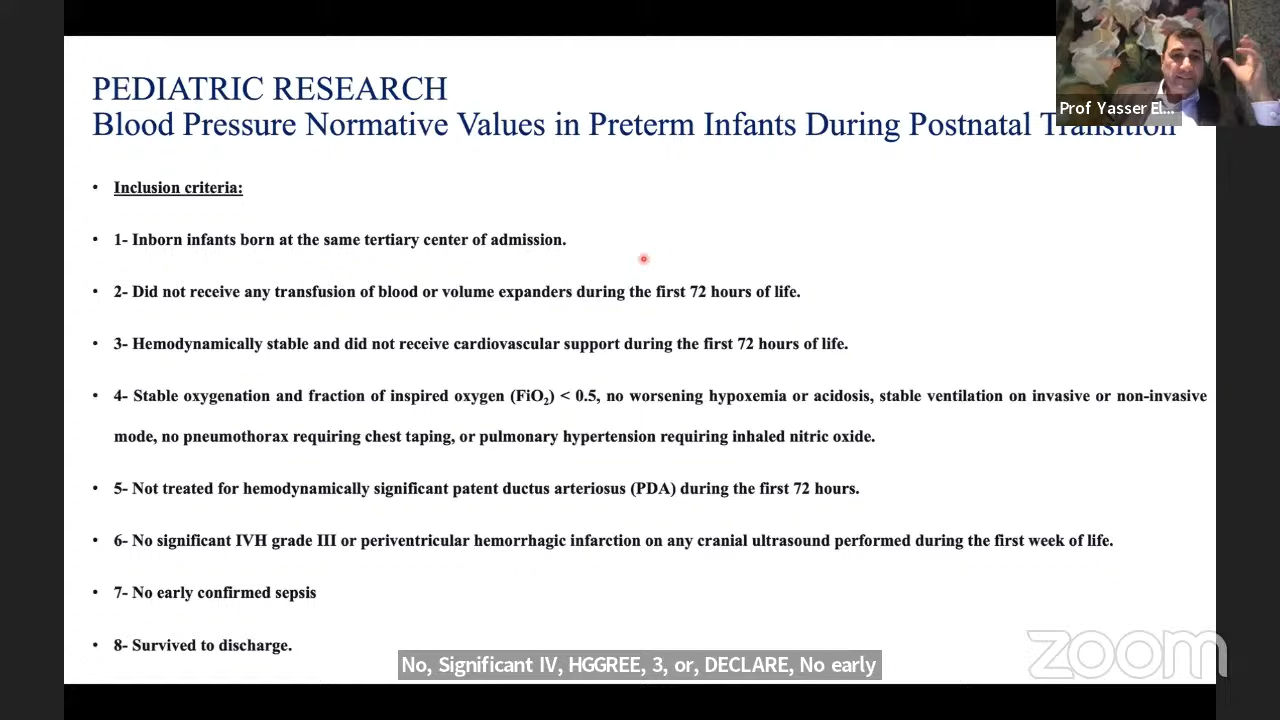 PEDIATRIC RESEARCH
Blood Pressure Normative Values in Preterm Infants During Postnatal Transition
Prof Yasser El...
• Inclusion criteria:
• 1- Inborn infants born at the same tertiary center of admission.
• 2- Did not receive any transfusion of blood or volume expanders during the first 72 hours of life.
• 3- Hemodynamically stable and did not receive cardiovascular support during the first 72 hours of life.
• 4- Stable oxygenation and fraction of inspired oxygen (FiO₂) < 0.5, no worsening hypoxemia or acidosis, stable ventilation on invasive or non-invasive
mode, no pneumothorax requiring chest taping, or pulmonary hypertension requiring inhaled nitric oxide.
• 5- Not treated for hemodynamically significant patent ductus arteriosus (PDA) during the first 72 hours.
• 6- No significant IVH grade III or periventricular hemorrhagic infarction on any cranial ultrasound performed during the first week of life.
• 7- No early confirmed sepsis
• 8- Survived to discharge.
No, Significant IV, HGGREE, 3, or, DECLARE, No early
zoom